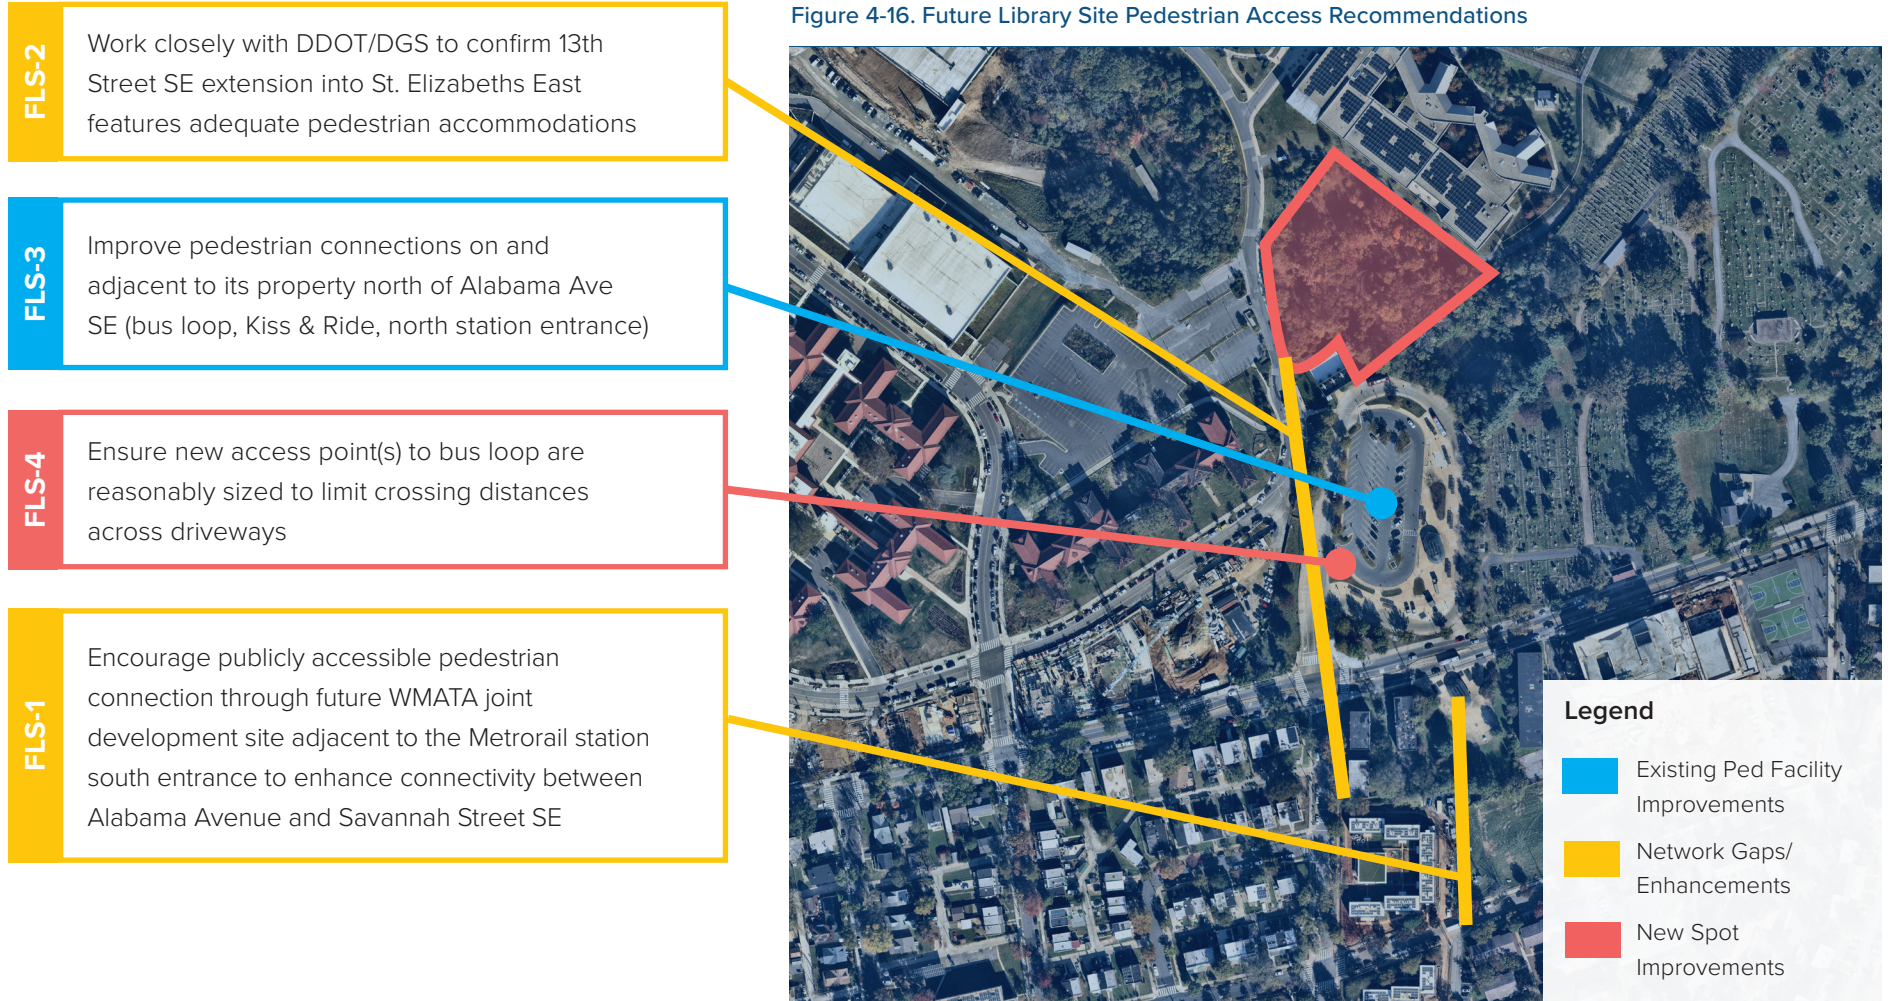 Figure 4-16. Future Library Site Pedestrian Access Recommendations
FLS-2
Work closely with DDOT/DGS to confirm 13th
Street SE extension into St. Elizabeths East
features adequate pedestrian accommodations
FLS-3
Improve pedestrian connections on and
adjacent to its property north of Alabama Ave
SE (bus loop, Kiss & Ride, north station entrance)
FLS-4
Ensure new access point(s) to bus loop are
reasonably sized to limit crossing distances
across driveways
FLS-1
Encourage publicly accessible pedestrian
connection through future WMATA joint
development site adjacent to the Metrorail station
south entrance to enhance connectivity between
Alabama Avenue and Savannah Street SE
Legend
Existing Ped Facility
Improvements
Network Gaps/
Enhancements
New Spot
Improvements